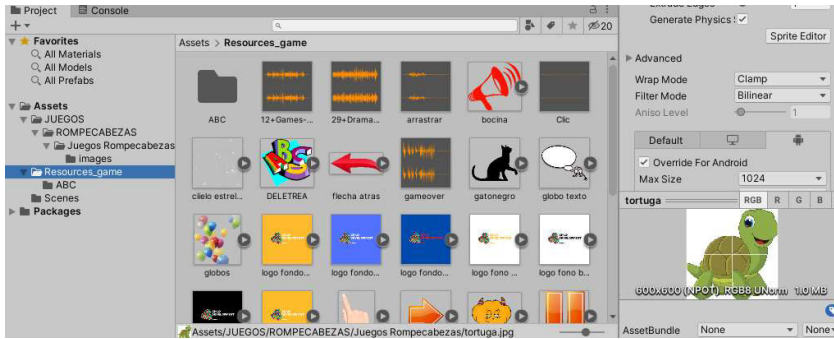 Project
Console
20
Favorites
All Materials
All Models
All Prefabs
Assets
JUEGOS
ROMPECABEZAS
Juegos Rompecabezas
images
Resources_game
ABC
Scenes
Packages
Assets > Resources_game
ABC
12+Games-...
29+Drama...
arrastrar
bocina
Clic
DELETREA
flecha atras
gameover
gatonegro
globo texto
globos
logo fondo...
logo fondo...
logo fondo...
logo fono ...
logo fono b...
Assets/JUEGOS/ROMPECABEZAS/Juegos Rompecabezas/tortuga.jpg
Extrude Edges
Generate Physics
Sprite Editor
Advanced
Wrap Mode Clamp
Filter Mode Bilinear
Aniso Level 1
Default
Override For Android
Max Size 1024
tortuga RGB R G B
600x600 (NPOT) RGB8 UNorm 1.0 MB
AssetBundle None None